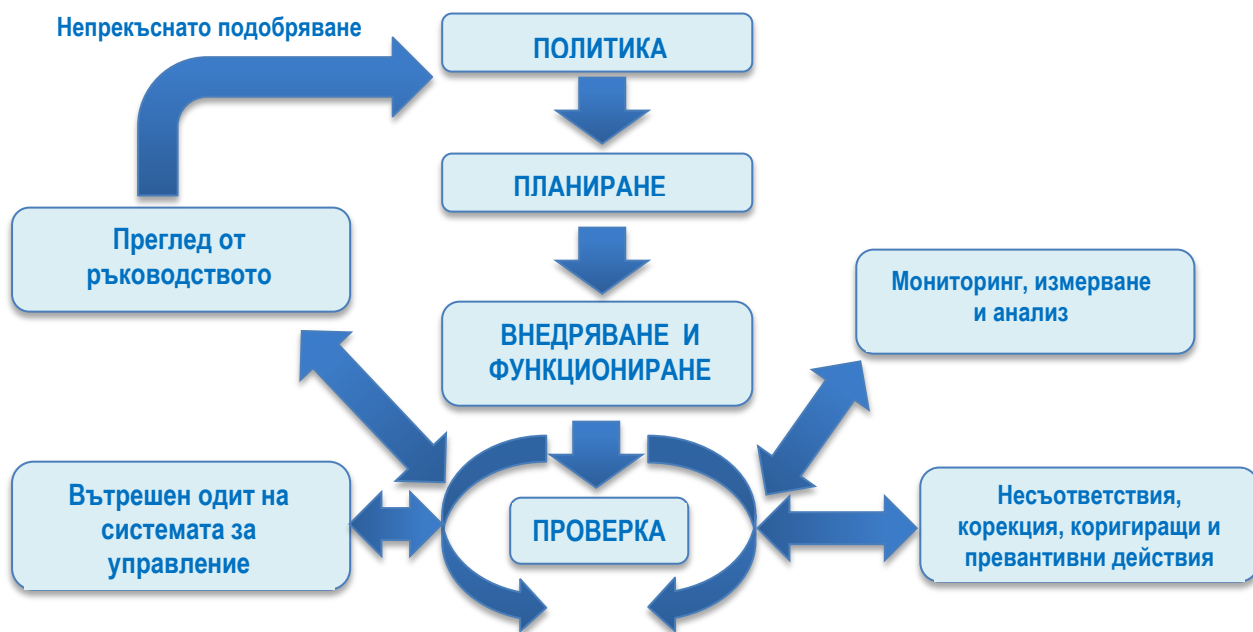 Непрекъснато подобряване
ПОЛИТИКА
ПЛАНИРАНЕ
Преглед от
ръководството
ВНЕДРЯВАНЕ И
ФУНКЦИОНИРАНЕ
Мониторинг, измерване
и анализ
Вътрешен одит на
системата за
управление
ПРОВЕРКА
Несъответствия,
корекция, коригиращи и
превантивни действия